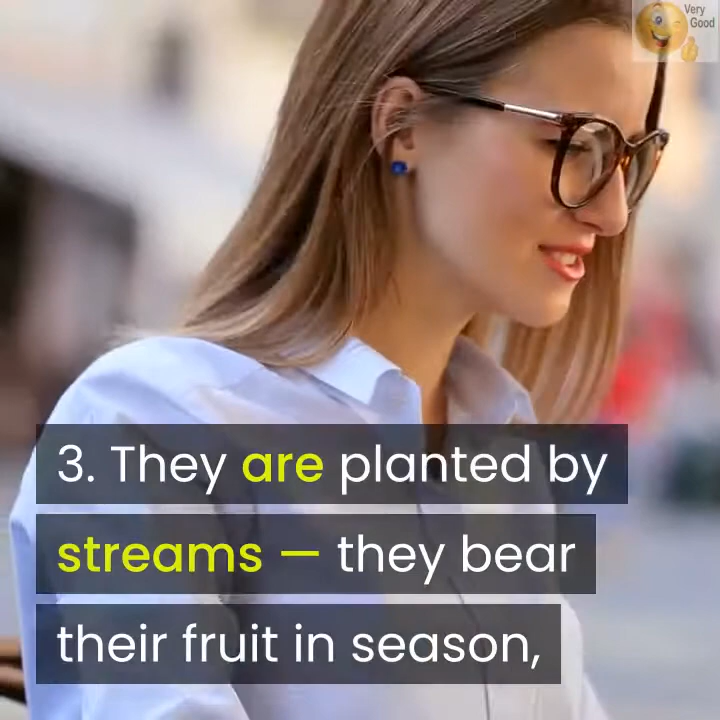 Very
Good
3. They are planted by
streams — they bear
their fruit in season,